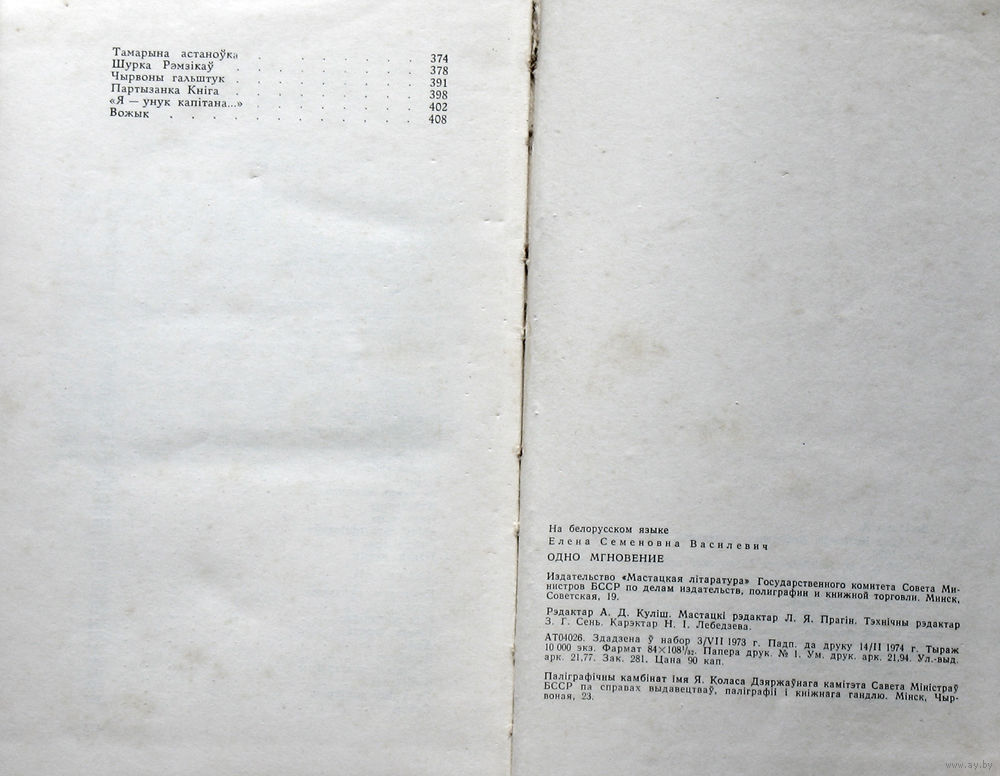 Тамарына астаноўка . . . . . . . 374
Шурка Рэмзікаў . . . . . . . . 378
Чырвоны гальштук . . . . . . . . 391
Партызанка Кніга . . . . . . . . 398
«Я — унук капітана...» . . . . . . . 402
Вожык . . . . . . . . . . . 408
На белорусском языке
Елена Семеновна Василевич
ОДНО МГНОВЕНИЕ
Издательство «Мастацкая літаратура» Государственного комитета Совета Ми-
нистров БССР по делам издательств, полиграфии и книжной торговли. Минск,
Советская, 19.
Рэдактар А. Д. Куліш. Мастацкі рэдактар Л. Я. Прагін. Тэхнічны рэдактар
З. Г. Сень. Карэктар Н. І. Лебедзева.
АТ04026. Здадзена ў набор 3/VII 1973 г. Падп. да друку 14/II 1974 г. Тыраж
10 000 экз. Фармат 84×108¹/₃₂. Папера друк. № 1. Ум. друк. арк. 21,94. Ул.-выд.
арк. 21,77. Зак. 281. Цана 90 кап.
Паліграфічны камбінат імя Я. Коласа Дзяржаўнага камітэта Савета Міністраў
БССР па справах выдавецтваў, паліграфіі і кніжнага гандлю. Мінск, Чыр-
воная, 23.
www.ay.by